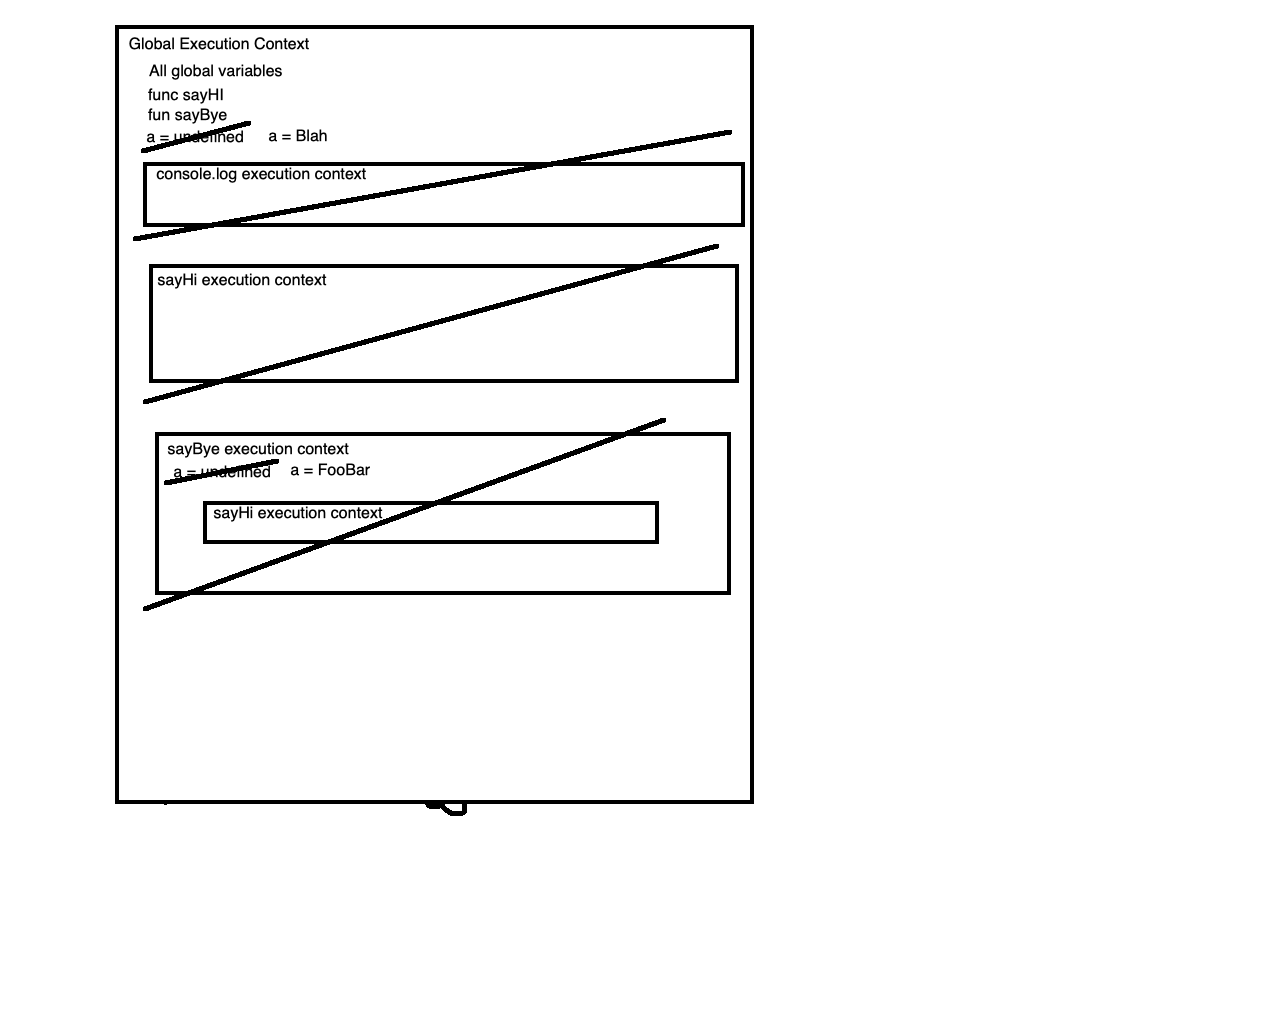 Global Execution Context
All global variables
func sayHI
fun sayBye
a = undefined a = Blah
console.log execution context
sayHi execution context
sayBye execution context
a = undefined a = FooBar
sayHi execution context